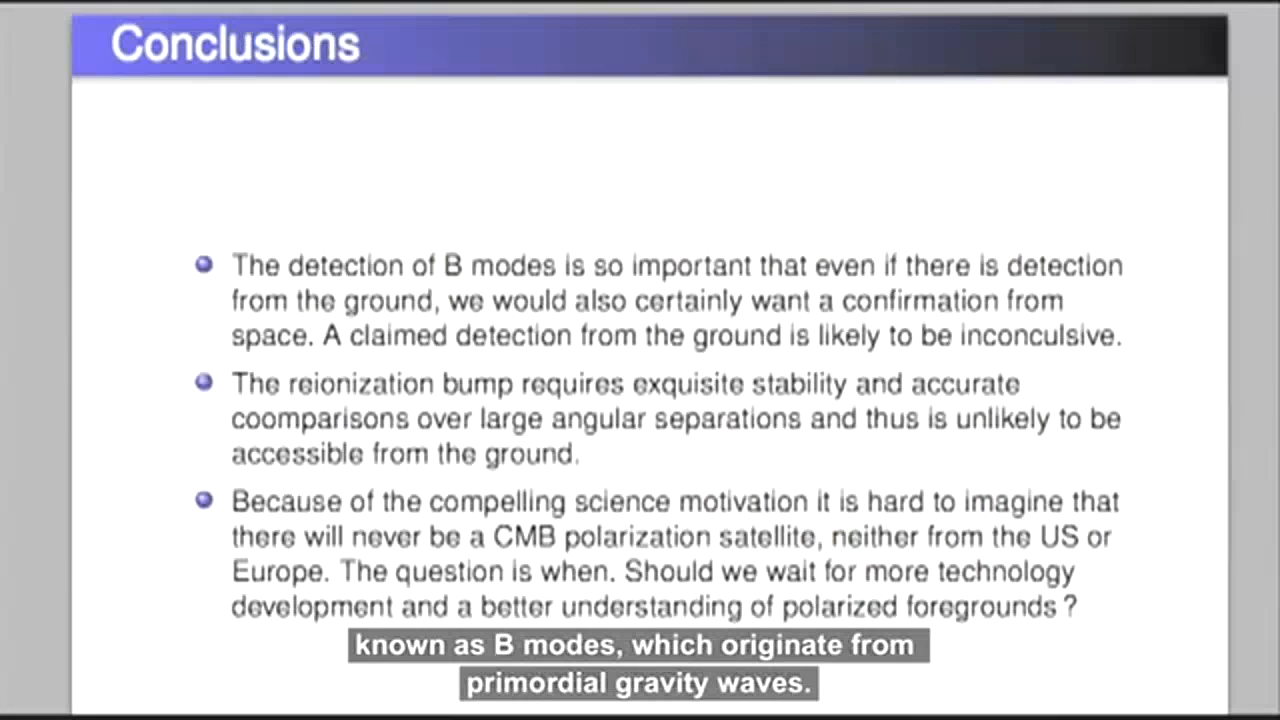 Conclusions
The detection of B modes is so important that even if there is detection
from the ground, we would also certainly want a confirmation from
space. A claimed detection from the ground is likely to be inconculsive.
The reionization bump requires exquisite stability and accurate
coomparisons over large angular separations and thus is unlikely to be
accessible from the ground.
Because of the compelling science motivation it is hard to imagine that
there will never be a CMB polarization satellite, neither from the US or
Europe. The question is when. Should we wait for more technology
development and a better understanding of polarized foregrounds ?
known as B modes, which originate from
primordial gravity waves.